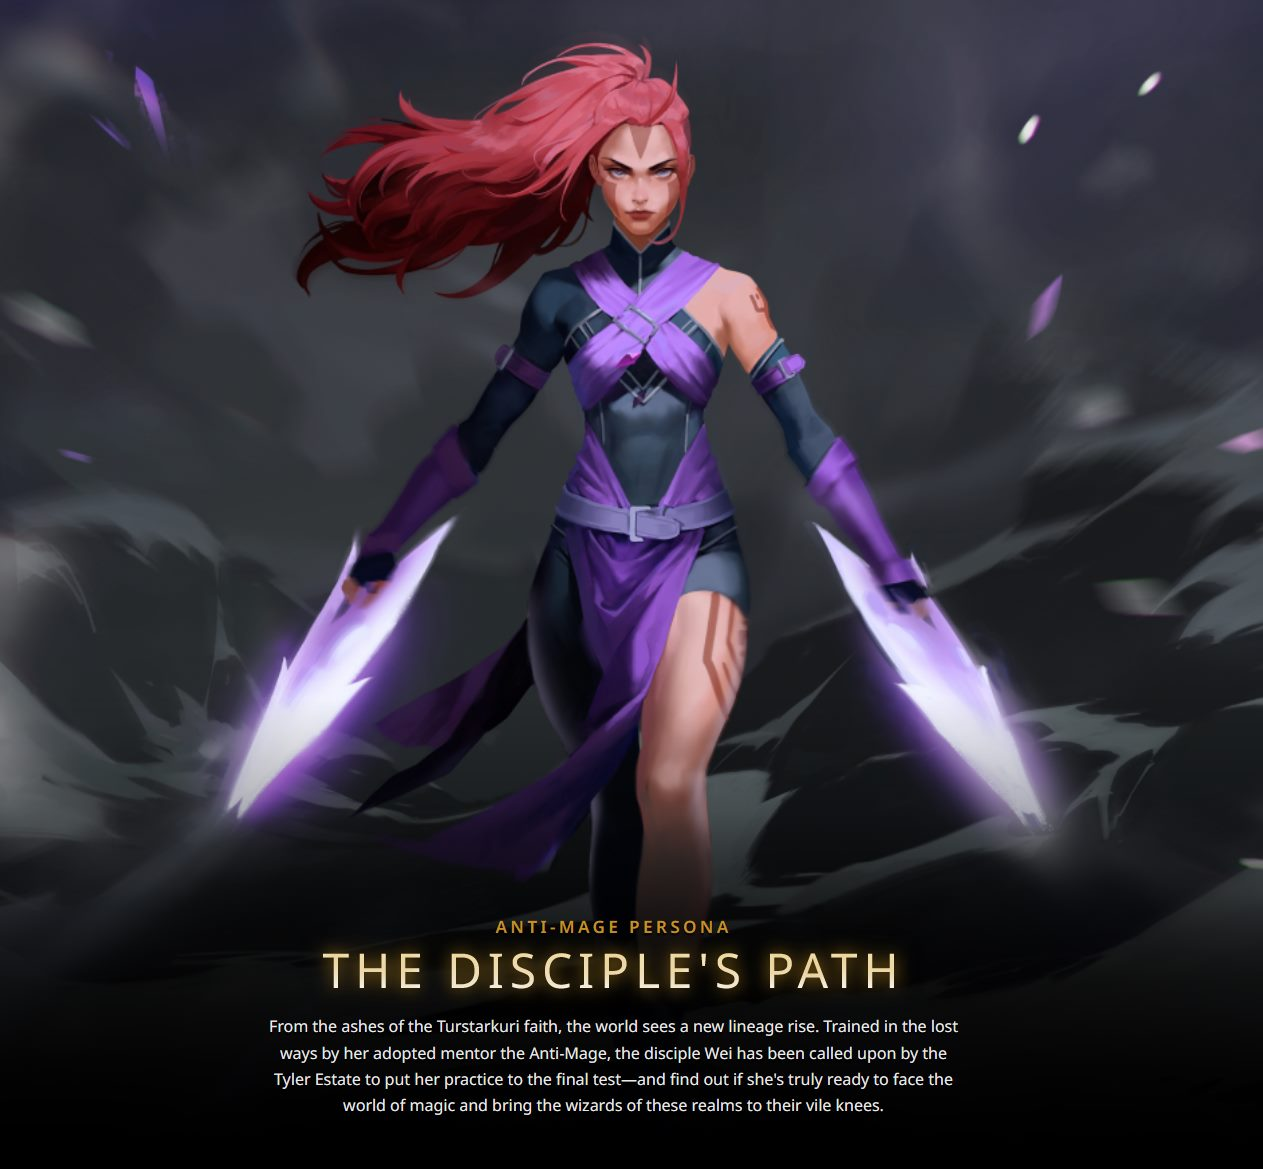 ANTI-MAGE PERSONA
THE DISCIPLE'S PATH
From the ashes of the Turstarkuri faith, the world sees a new lineage rise. Trained in the lost
ways by her adopted mentor the Anti-Mage, the disciple Wei has been called upon by the
Tyler Estate to put her practice to the final test—and find out if she's truly ready to face the
world of magic and bring the wizards of these realms to their vile knees.